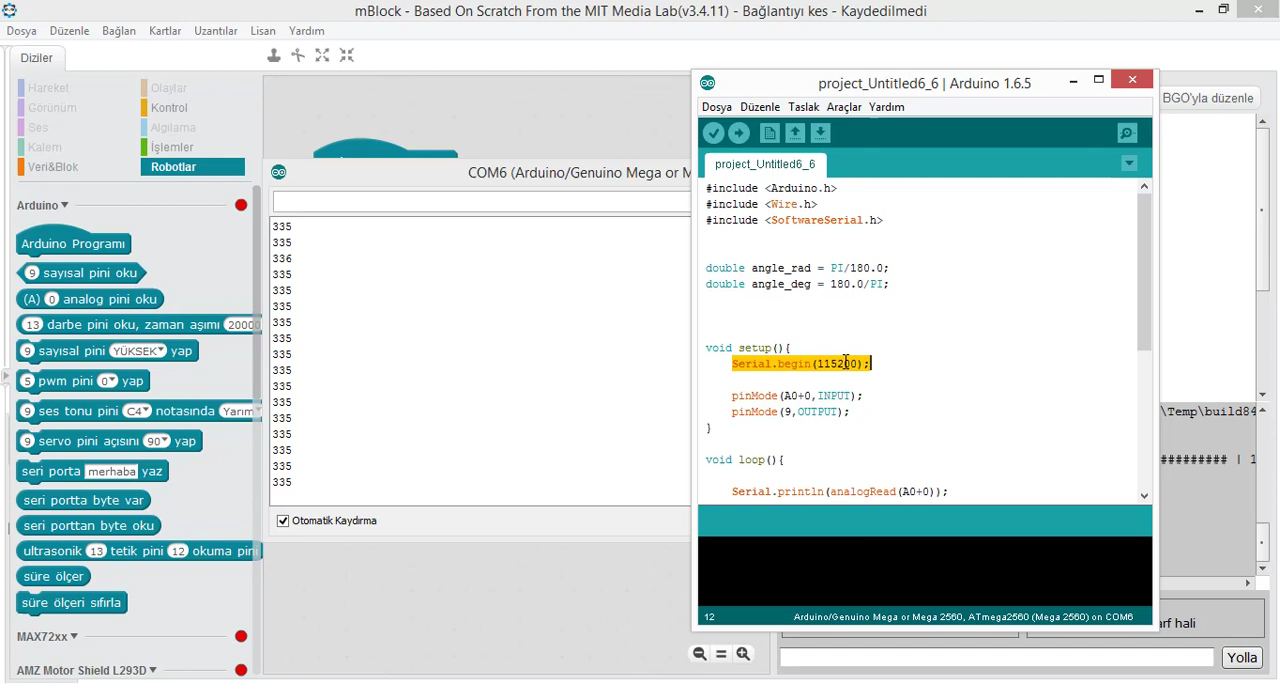 mBlock - Based On Scratch From the MIT Media Lab(v3.4.11) - Bağlantıyı kes - Kaydedilmedi
Dosya Düzenle Bağlan Kartlar Uzantılar Lisan Yardım
Diziler
Hareket Olaylar
Görünüm Kontrol
Ses Algılama
Kalem İşlemler
Veri&Blok Robotlar
Arduino
Arduino Programı
9 sayısal pini oku
(A) 0 analog pini oku
13 darbe pini oku, zaman aşımı 20000
9 sayısal pini YÜKSEK yap
5 pwm pini 0 yap
9 ses tonu pini C4 notasında Yarım
9 servo pini açısını 90 yap
seri porta merhaba yaz
seri portta byte var
seri porttan byte oku
ultrasonik 13 tetik pini 12 okuma pini
süre ölçer
süre ölçeri sıfırla
MAX72xx
AMZ Motor Shield L293D
COM6 (Arduino/Genuino Mega or M
335
335
336
335
335
335
335
335
335
335
335
335
335
335
335
335
335
Otomatik Kaydırma
project_Untitled6_6 | Arduino 1.6.5
Dosya Düzenle Taslak Araçlar Yardım
project_Untitled6_6
#include <Arduino.h>
#include <Wire.h>
#include <SoftwareSerial.h>
double angle_rad = PI/180.0;
double angle_deg = 180.0/PI;
void setup(){
Serial.begin(115200);
pinMode(A0+0,INPUT);
pinMode(9,OUTPUT);
}
void loop(){
Serial.println(analogRead(A0+0));
12 Arduino/Genuino Mega or Mega 2560, ATmega2560 (Mega 2560) on COM6
BGO'yla düzenle
\Temp\build84
######### | 1
arf hali
Yolla